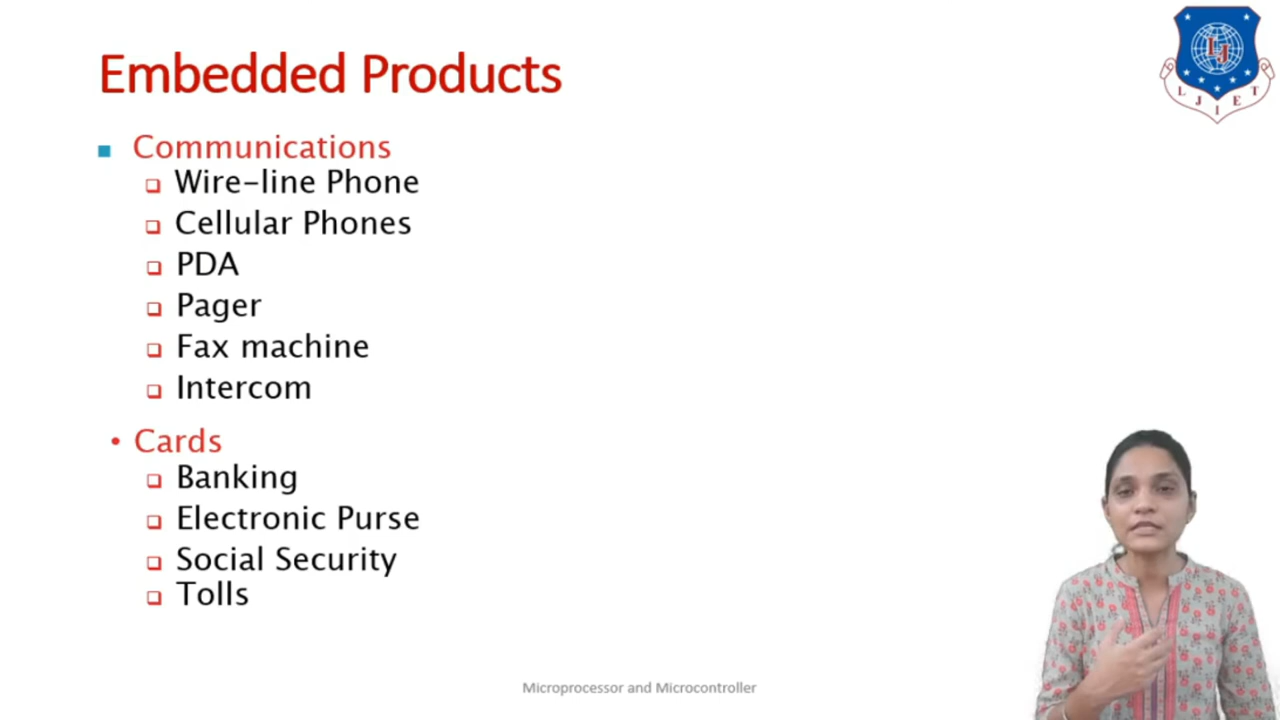 Embedded Products
Communications
Wire-line Phone
Cellular Phones
PDA
Pager
Fax machine
Intercom
Cards
Banking
Electronic Purse
Social Security
Tolls
Microprocessor and Microcontroller
LJ
L J I E T